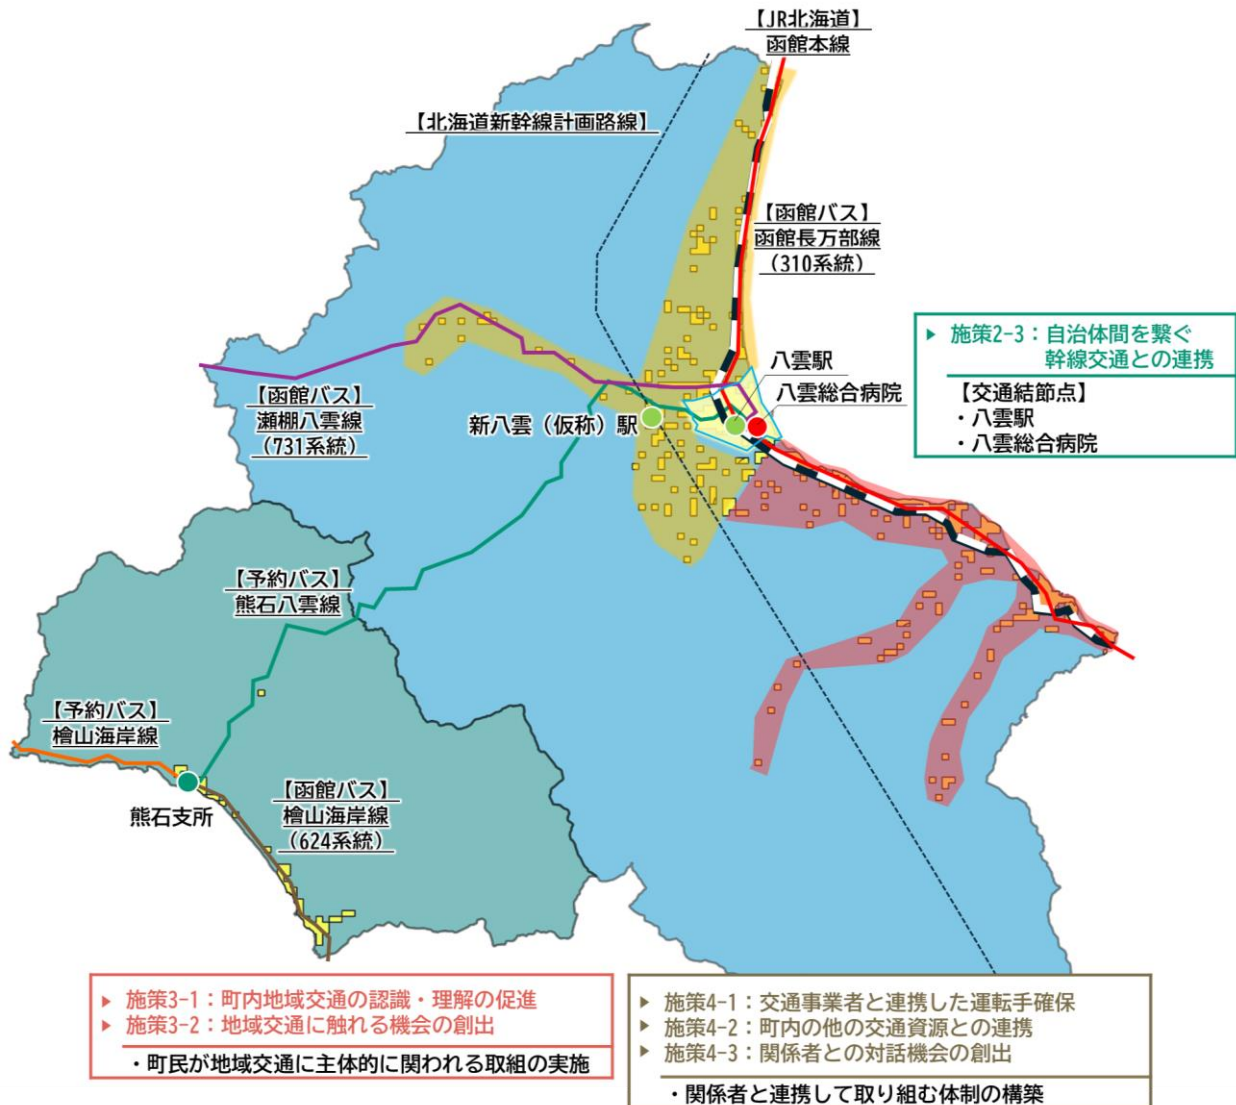 【JR北海道】
函館本線
【北海道新幹線計画路線】
【函館バス】
函館長万部線
（310系統）
▶ 施策2-3：自治体間を繋ぐ
幹線交通との連携
【交通結節点】
・八雲駅
・八雲総合病院
八雲駅
八雲総合病院
【函館バス】
瀬棚八雲線
（731系統）
新八雲（仮称）駅
【予約バス】
熊石八雲線
【予約バス】
檜山海岸線
熊石支所
【函館バス】
檜山海岸線
（624系統）
▶ 施策3-1：町内地域交通の認識・理解の促進
▶ 施策3-2：地域交通に触れる機会の創出
・町民が地域交通に主体的に関われる取組の実施
▶ 施策4-1：交通事業者と連携した運転手確保
▶ 施策4-2：町内の他の交通資源との連携
▶ 施策4-3：関係者との対話機会の創出
・関係者と連携して取り組む体制の構築